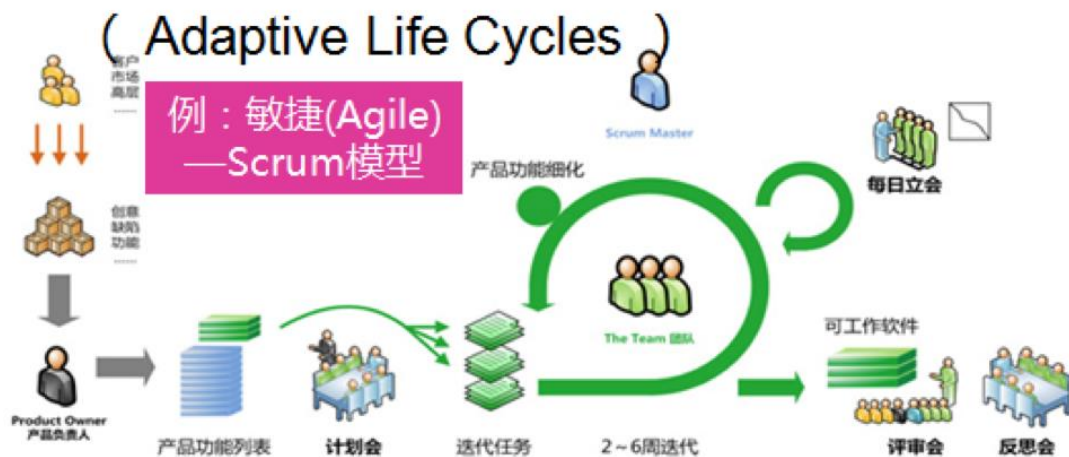 ( Adaptive Life Cycles )
客户
市场
高层
......
例：敏捷(Agile)
—Scrum模型
Scrum Master
产品功能细化
每日立会
创意
缺陷
功能
......
The Team 团队
可工作软件
Product Owner
产品负责人
产品功能列表
计划会
迭代任务
2~6周迭代
评审会
反思会